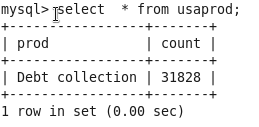 mysql> select  * from usaprod;
+-----------------+-------+
| prod            | count |
+-----------------+-------+
| Debt collection | 31828 |
+-----------------+-------+
1 row in set (0.00 sec)